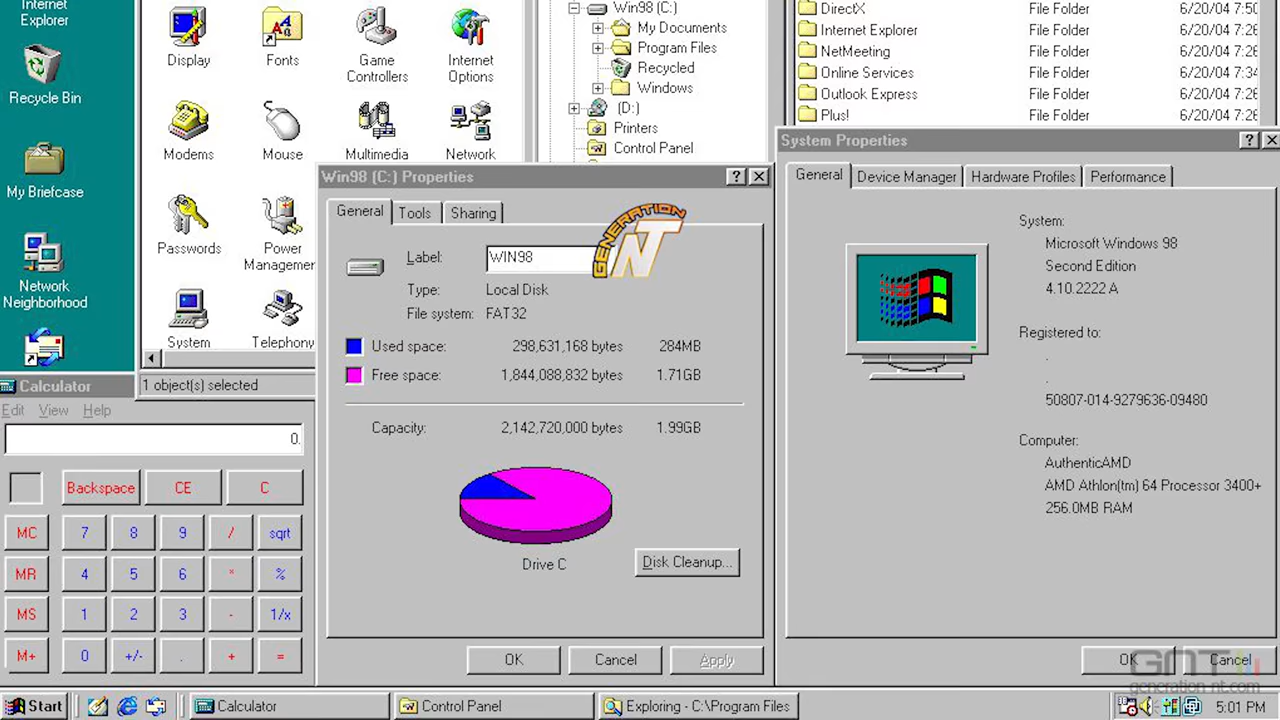 Internet
Explorer
Recycle Bin
My Briefcase
Network
Neighborhood
Display
Fonts
Game
Controllers
Internet
Options
Modems
Mouse
Multimedia
Network
Passwords
Power
Managemer
System
Telephony
1 object(s) selected
Win98 (C:)
My Documents
Program Files
Recycled
Windows
(D:)
Printers
Control Panel
DirectX File Folder 6/20/04 7:50
Internet Explorer File Folder 6/20/04 7:26
NetMeeting File Folder 6/20/04 7:26
Online Services File Folder 6/20/04 7:34
Outlook Express File Folder 6/20/04 7:26
Plus! File Folder 6/20/04 7:26
Calculator
Edit View Help
0.
Backspace CE C
MC 7 8 9 / sqrt
MR 4 5 6 * %
MS 1 2 3 - 1/x
M+ 0 +/- . + =
Win98 (C:) Properties
General Tools Sharing
GENERATION
NT
Label: WIN98
Type: Local Disk
File system: FAT32
Used space: 298,631,168 bytes 284MB
Free space: 1,844,088,832 bytes 1.71GB
Capacity: 2,142,720,000 bytes 1.99GB
Drive C
Disk Cleanup...
OK Cancel Apply
System Properties
General Device Manager Hardware Profiles Performance
System:
Microsoft Windows 98
Second Edition
4.10.2222 A
Registered to:
.
.
50807-014-9279636-09480
Computer:
AuthenticAMD
AMD Athlon(tm) 64 Processor 3400+
256.0MB RAM
OK Cancel
GNT
generation nt.com
Start Calculator Control Panel Exploring - C:\Program Files 5:01 PM